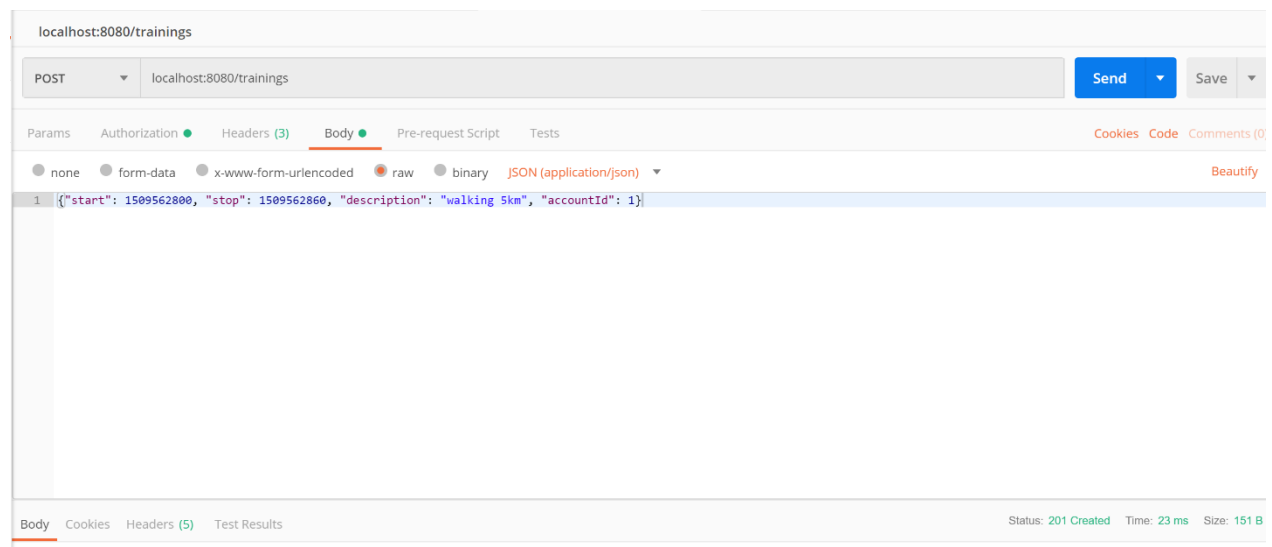 localhost:8080/trainings
POST localhost:8080/trainings Send Save
Params Authorization Headers (3) Body Pre-request Script Tests Cookies Code Comments (0)
none form-data x-www-form-urlencoded raw binary JSON (application/json) Beautify
1 {"start": 1509562800, "stop": 1509562860, "description": "walking 5km", "accountId": 1}
Body Cookies Headers (5) Test Results Status: 201 Created Time: 23 ms Size: 151 B